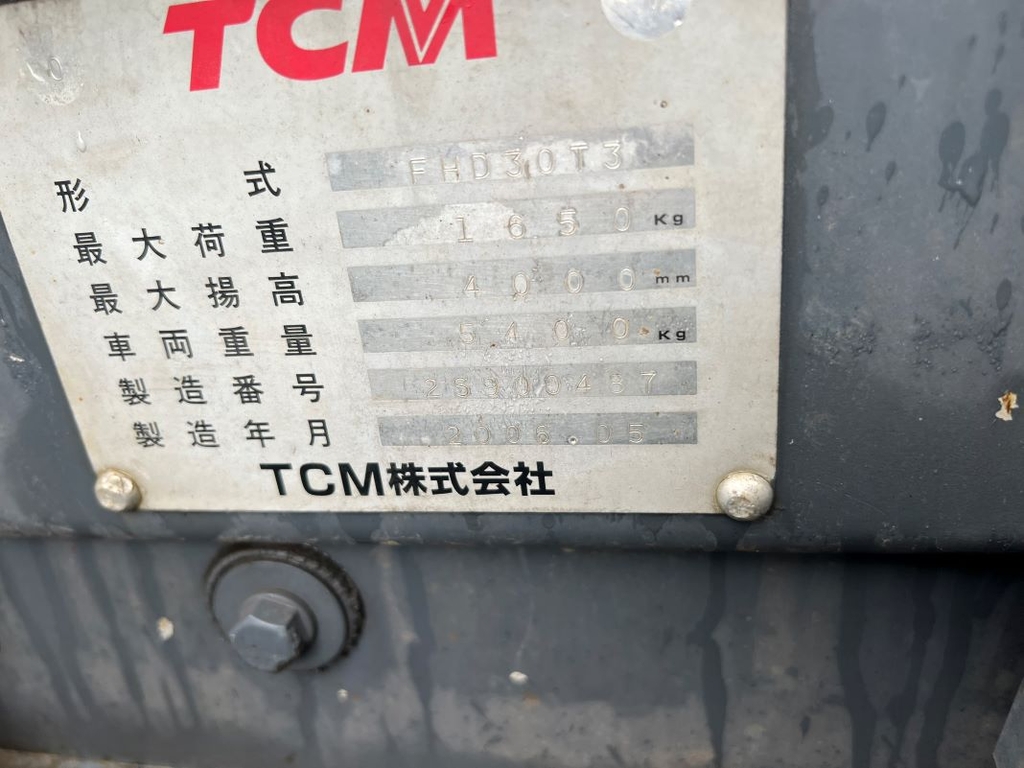 TCM
形式 FHD30T3
最大荷重 1650 Kg
最大揚高 4000 mm
車両重量 5400 Kg
製造番号 25900467
製造年月 2006.05
TCM株式会社